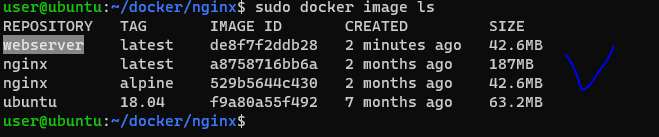 user@ubuntu:~/docker/nginx$ sudo docker image ls
REPOSITORY TAG IMAGE ID CREATED SIZE
webserver latest de8f7f2ddb28 2 minutes ago 42.6MB
nginx latest a8758716bb6a 2 months ago 187MB
nginx alpine 529b5644c430 2 months ago 42.6MB
ubuntu 18.04 f9a80a55f492 7 months ago 63.2MB
user@ubuntu:~/docker/nginx$